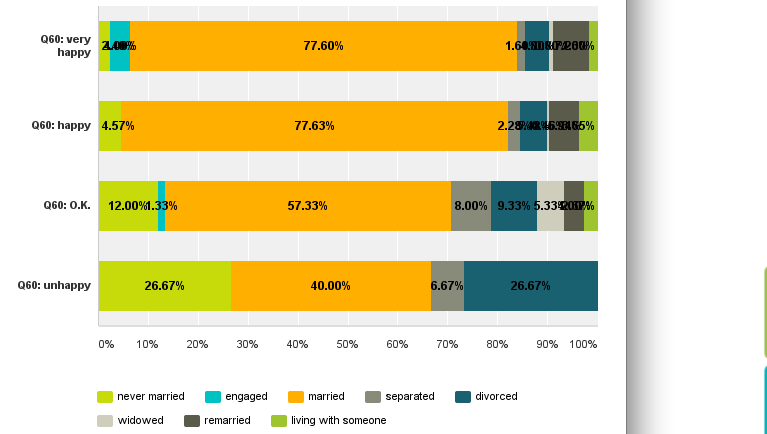 Q60: very
happy
77.60%
Q60: happy
4.57% 77.63%
Q60: O.K.
12.00% 1.33% 57.33% 8.00% 9.33% 5.33%
Q60: unhappy
26.67% 40.00% 6.67% 26.67%
0% 10% 20% 30% 40% 50% 60% 70% 80% 90% 100%
never married engaged married separated divorced
widowed remarried living with someone